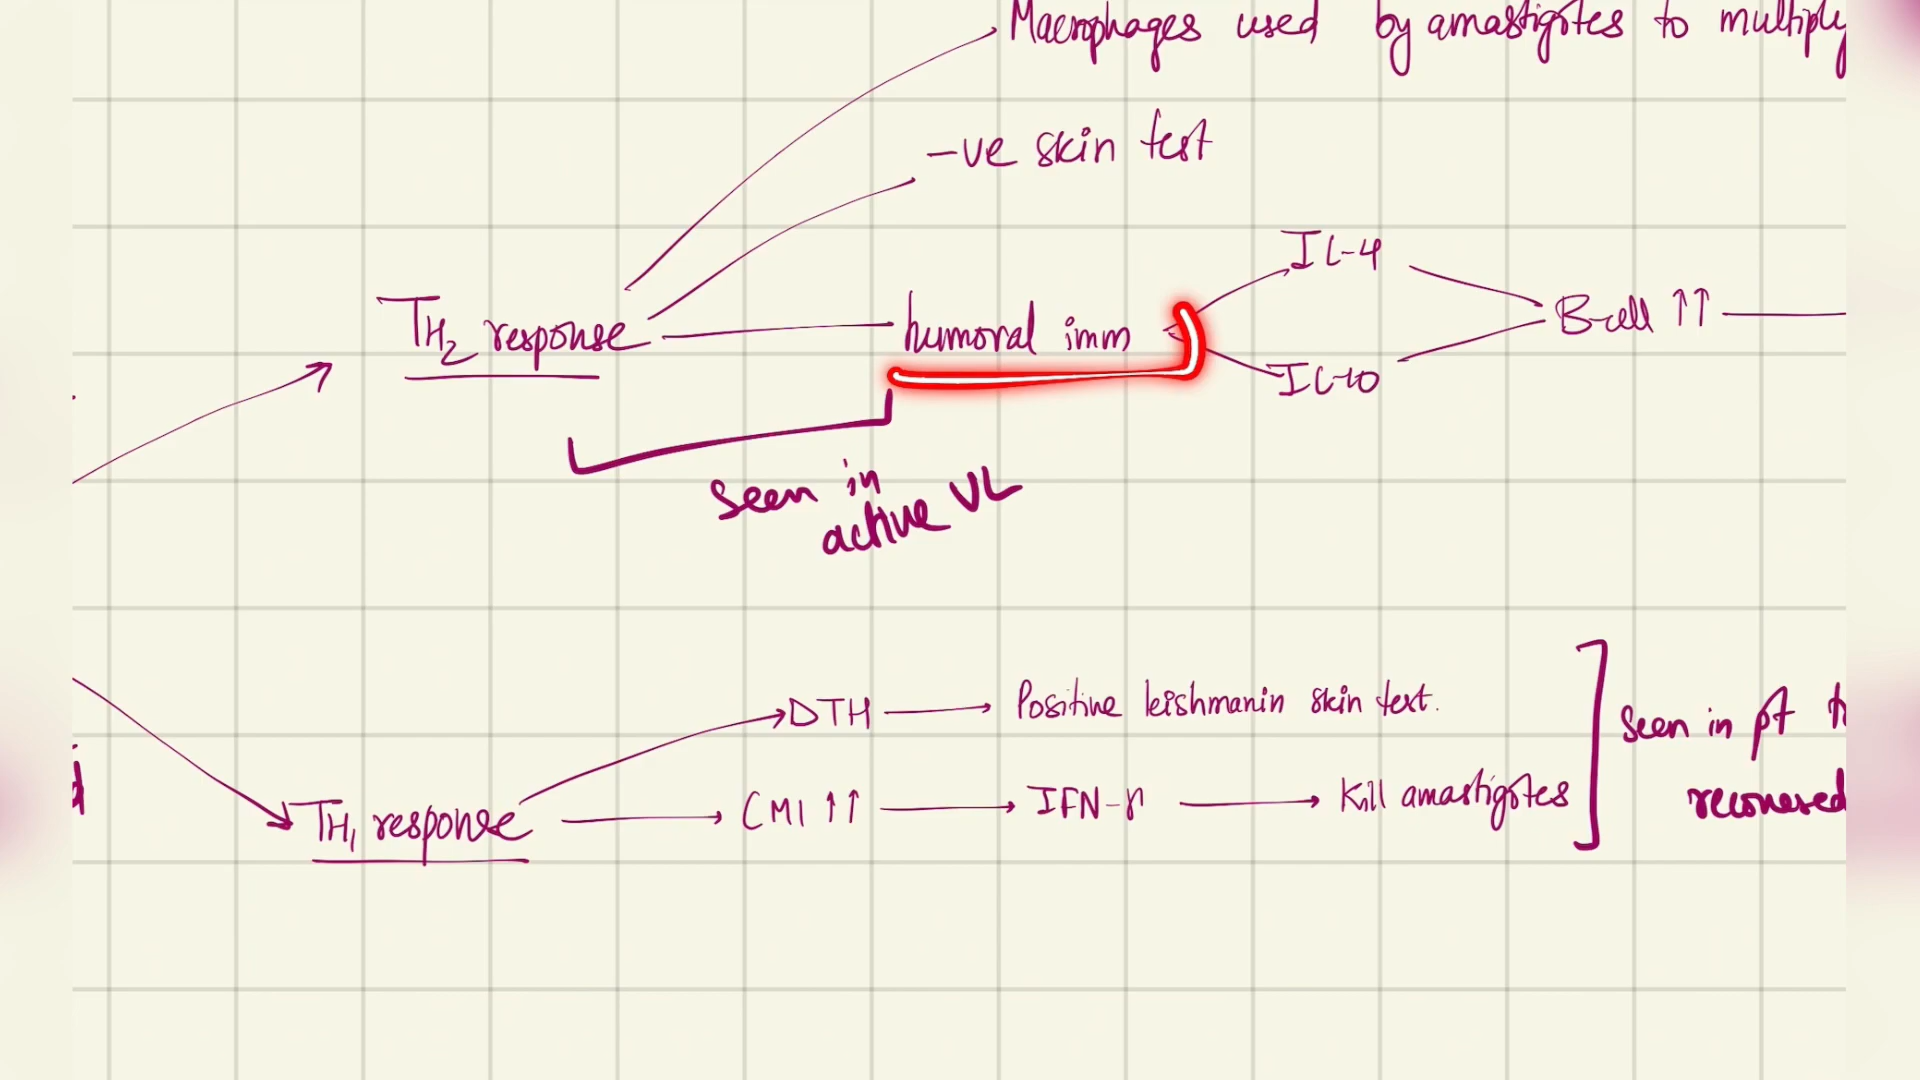 Macrophages used by amastigotes to multiply
-ve skin test
IL-4
TH2 response
humoral imm
B-cell ↑↑
IL-10
seen in
active VL
DTH
Positive leishmanin skin text.
seen in pt
TH1 response
CMI ↑↑
IFN-γ
Kill amastigotes
recovered